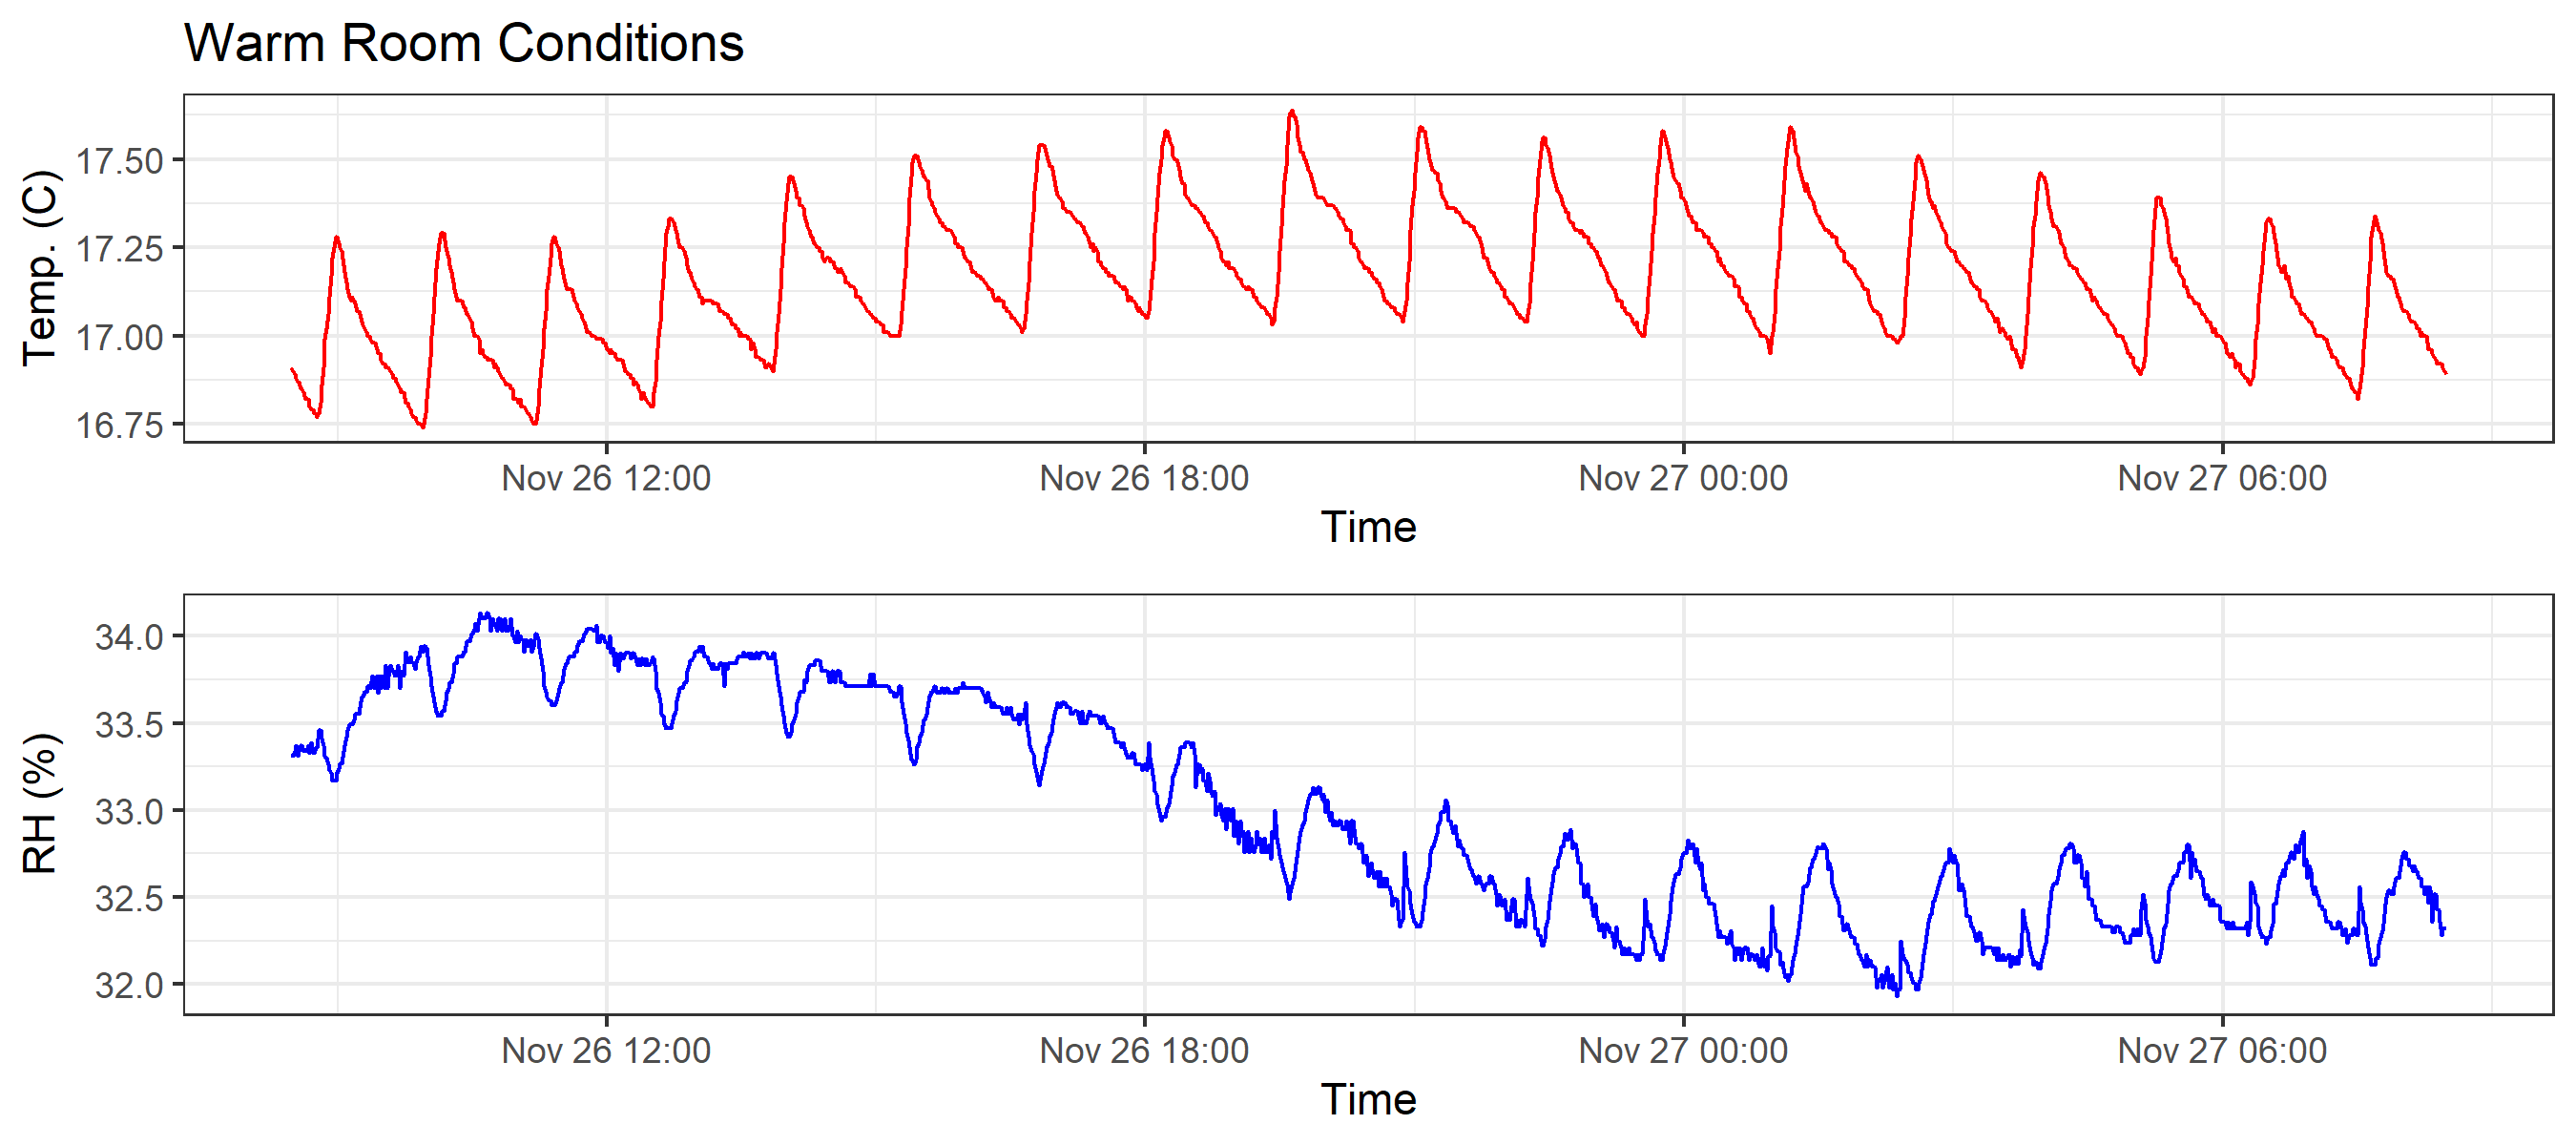 Warm Room Conditions
Temp. (C)
17.50
17.25
17.00
16.75
Nov 26 12:00 Nov 26 18:00 Nov 27 00:00 Nov 27 06:00
Time
RH (%)
34.0
33.5
33.0
32.5
32.0
Nov 26 12:00 Nov 26 18:00 Nov 27 00:00 Nov 27 06:00
Time